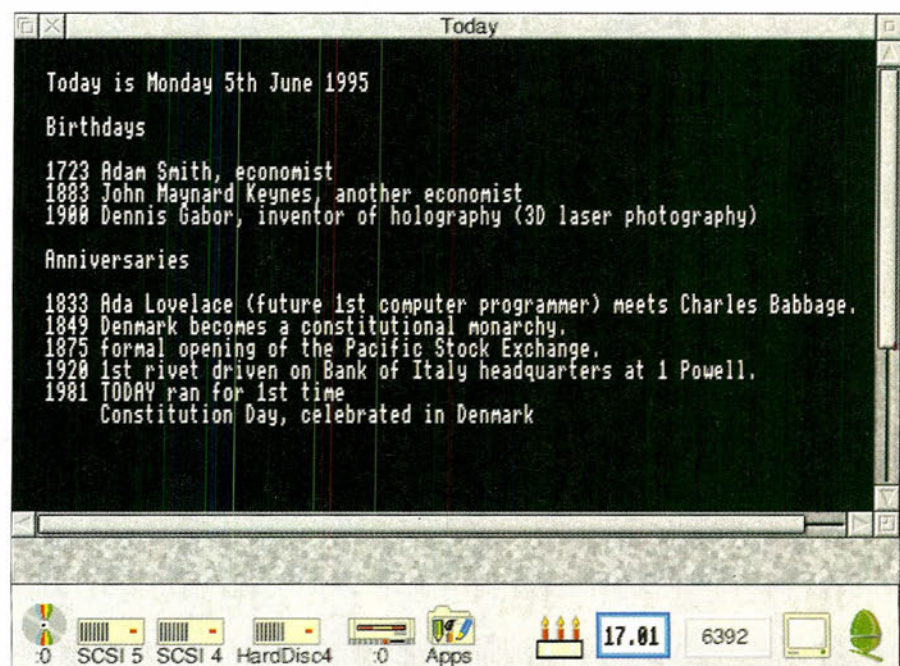 Today
Today is Monday 5th June 1995
Birthdays
1723 Adam Smith, economist
1883 John Maynard Keynes, another economist
1900 Dennis Gabor, inventor of holography (3D laser photography)
Anniversaries
1833 Ada Lovelace (future 1st computer programmer) meets Charles Babbage.
1849 Denmark becomes a constitutional monarchy.
1875 formal opening of the Pacific Stock Exchange.
1920 1st rivet driven on Bank of Italy headquarters at 1 Powell.
1981 TODAY ran for 1st time
Constitution Day, celebrated in Denmark
17.01 6392
:0 SCSI 5 SCSI 4 HardDisc4 :0 Apps